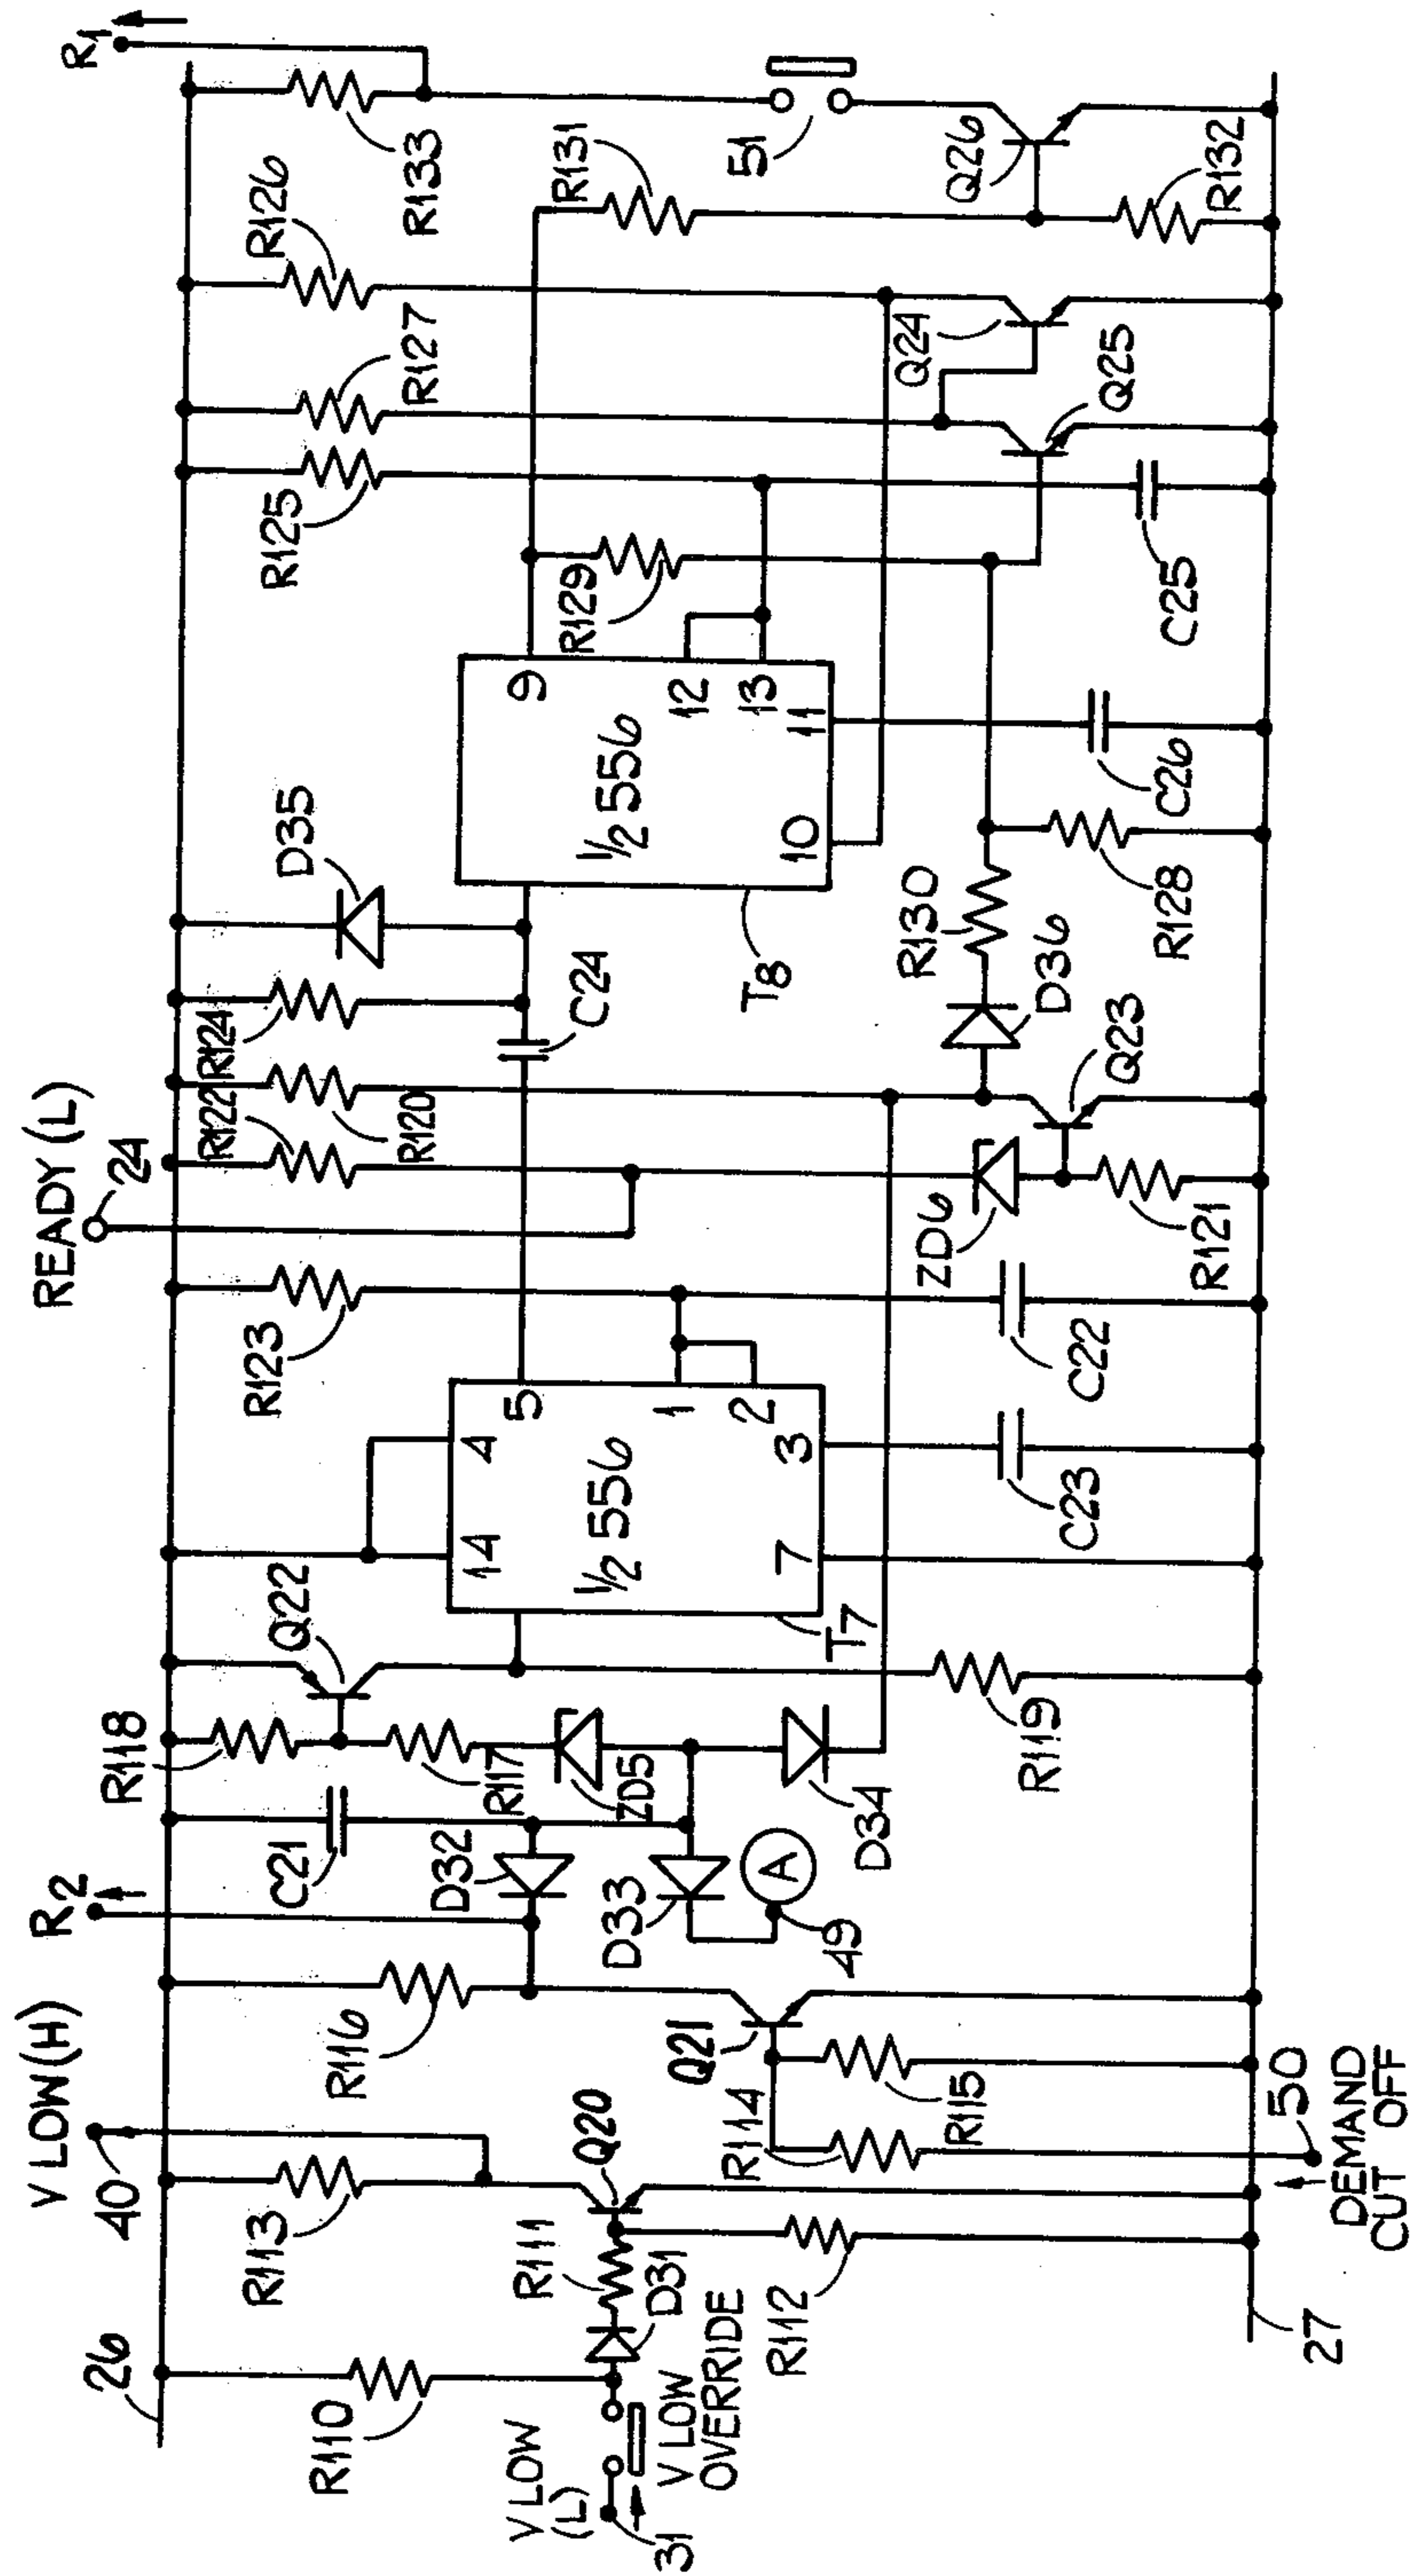 V LOW (H)
40
R2
READY (L)
24
R1
26
R110
R113
R116
C21
R118
Q22
R123
R122
R120
R124
D35
R125
R127
R126
R133
V LOW
(L)
31
V LOW
OVERRIDE
D31
R111
Q20
R112
R114
Q21
R115
D32
D33
A
49
R117
ZD5
D34
R119
14
4
5
1
2
3
7
1/2 556
T7
C23
C22
C24
ZD6
R121
Q23
D36
R130
R128
9
12
13
11
10
1/2 556
T8
C26
R129
C25
Q24
Q25
R131
51
Q26
R132
27
50
DEMAND
CUT OFF